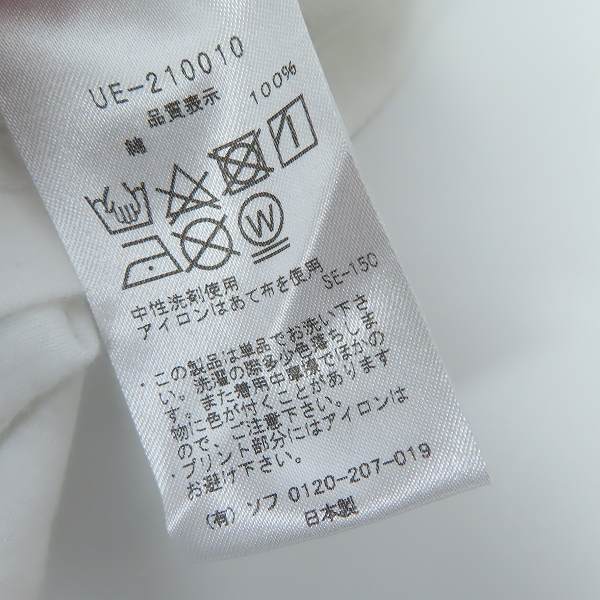 UE-210010
品質表示
綿 100%
W
中性洗剤使用
アイロンはあて布を使用 SE-150
・この製品は単品でお洗い下さ
い。洗濯の際多少色落ちしま
す。また着用中摩擦でほかの
物に色が付くことがあります
ので、ご注意下さい。
・プリント部分にはアイロンは
お避け下さい。
(有) ソフ 0120-207-019
日本製